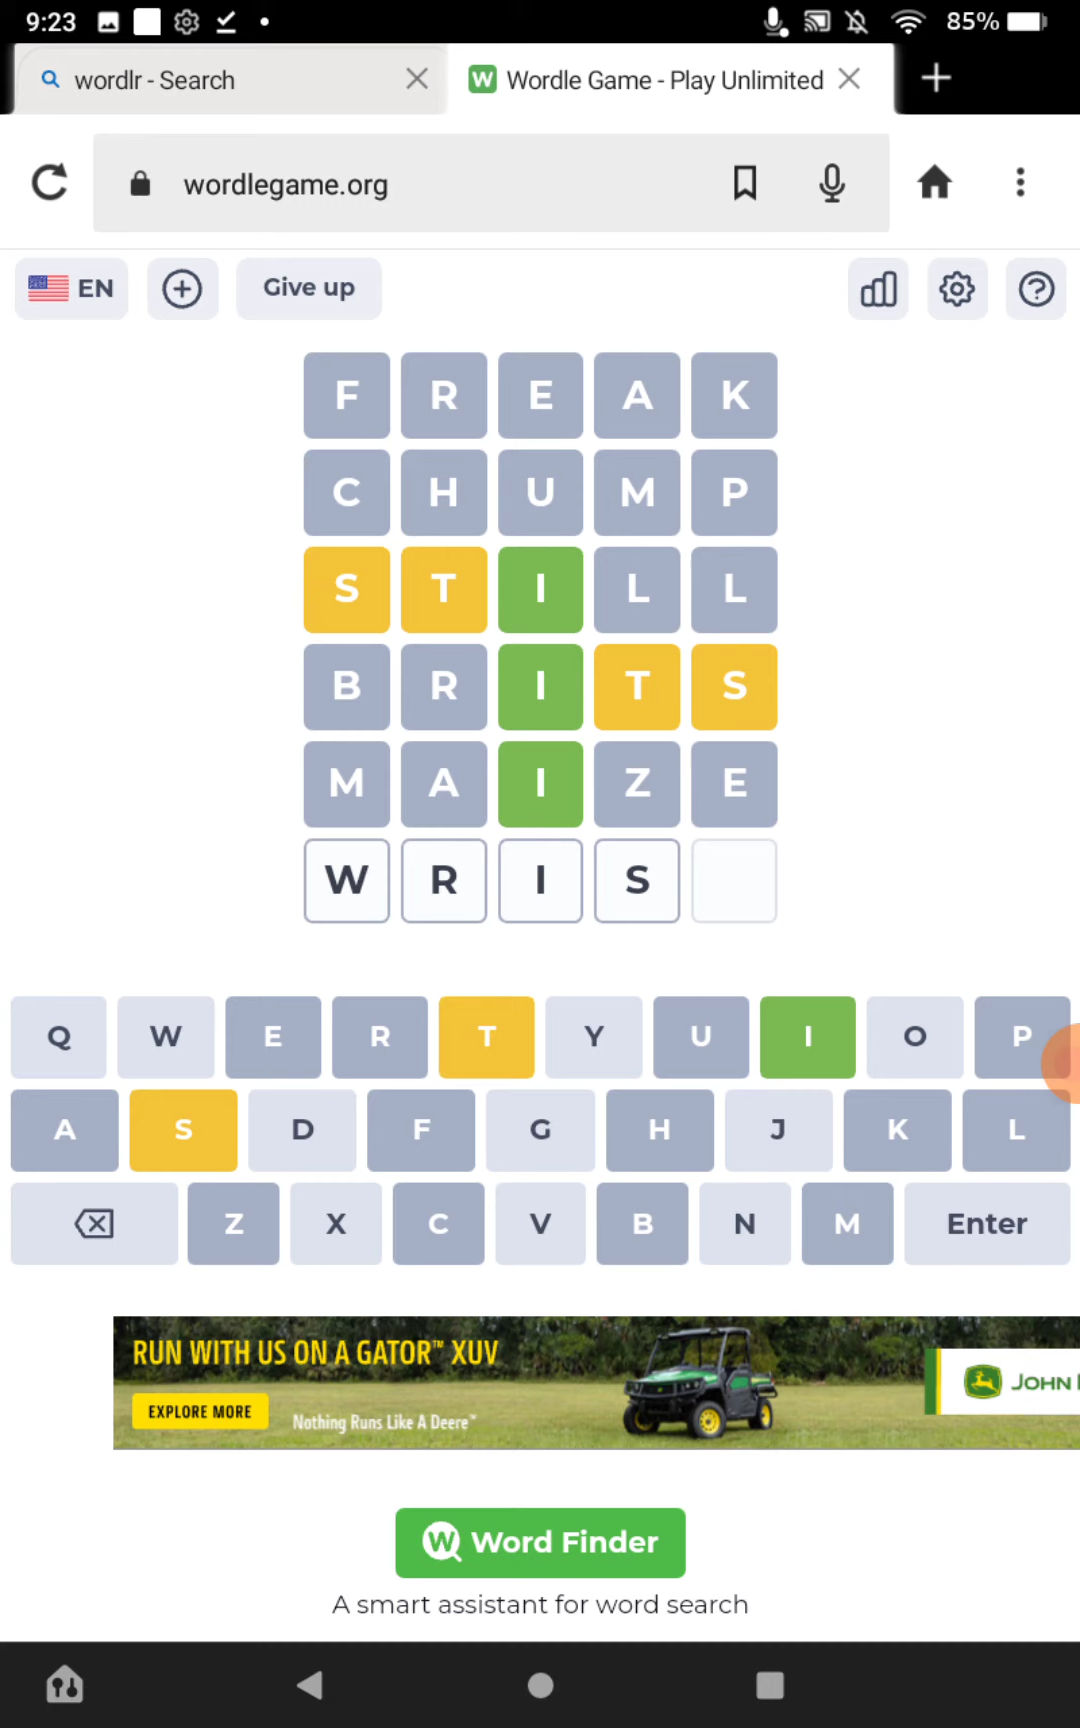 9:23 85%
wordlr - Search Wordle Game - Play Unlimited
wordlegame.org
EN Give up
F R E A K
C H U M P
S T I L L
B R I T S
M A I Z E
W R I S
Q W E R T Y U I O P
A S D F G H J K L
Z X C V B N M Enter
RUN WITH US ON A GATOR™ XUV
EXPLORE MORE Nothing Runs Like A Deere™
JOHN
Word Finder
A smart assistant for word search